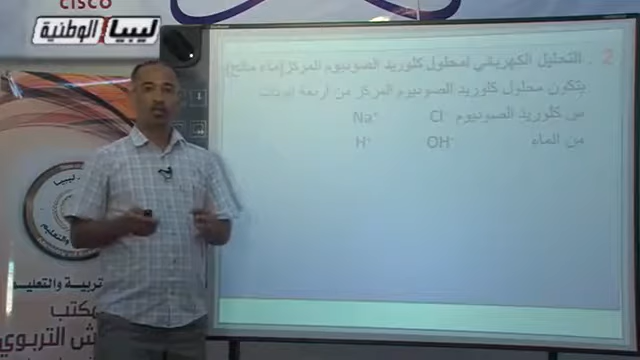 CISCO
ليبيا الوطنية
2 . التحليل الكهربائي لمحلول كلوريد الصوديوم المركز(ماء مالح)
يتكون محلول كلوريد الصوديوم المركز من أربعة أيونات
من كلوريد الصوديوم Cl⁻ Na⁺
من الماء OH⁻ H⁺
تربية والتعليم
مكتب
ش التربوي